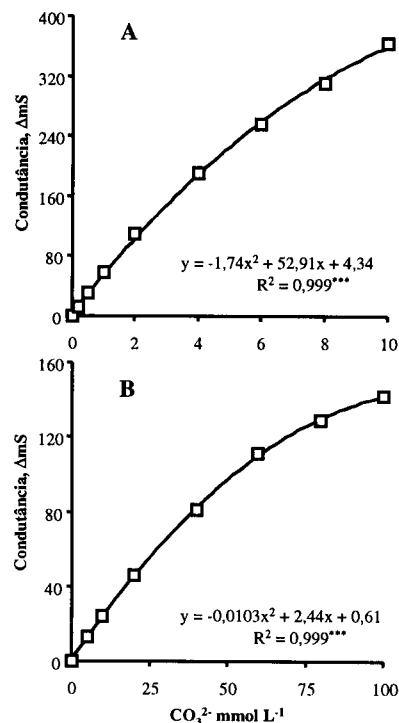 A
400
320
240
160
80
0
Condutância, ΔmS
y = -1,74x² + 52,91x + 4,34
R² = 0,999***
0 2 4 6 8 10
B
160
120
80
40
0
Condutância, ΔmS
y = -0,0103x² + 2,44x + 0,61
R² = 0,999***
0 25 50 75 100
CO₃²⁻ mmol L⁻¹